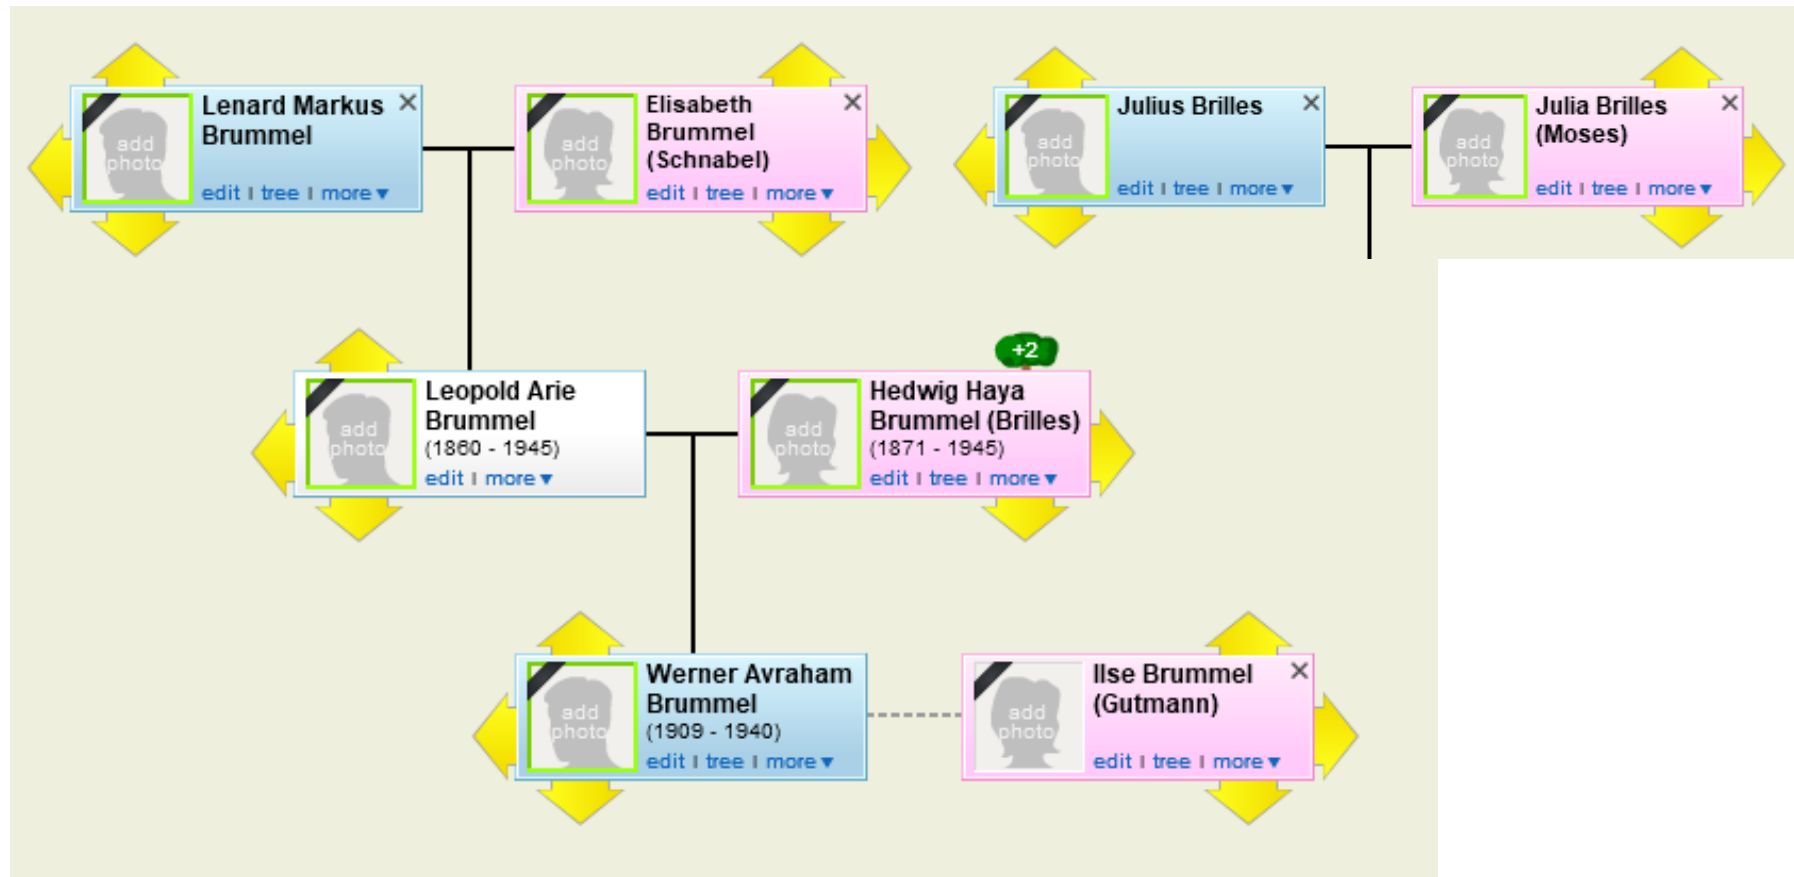 Lenard Markus
Brummel
add
photo
edit | tree | more ▼
Elisabeth
Brummel
(Schnabel)
add
photo
edit | tree | more ▼
Julius Brilles
add
photo
edit | tree | more ▼
Julia Brilles
(Moses)
add
photo
edit | tree | more ▼
Leopold Arie
Brummel
(1860 - 1945)
add
photo
edit | more ▼
+2
Hedwig Haya
Brummel (Brilles)
(1871 - 1945)
add
photo
edit | tree | more ▼
Werner Avraham
Brummel
(1909 - 1940)
add
photo
edit | tree | more ▼
Ilse Brummel
(Gutmann)
add
photo
edit | tree | more ▼